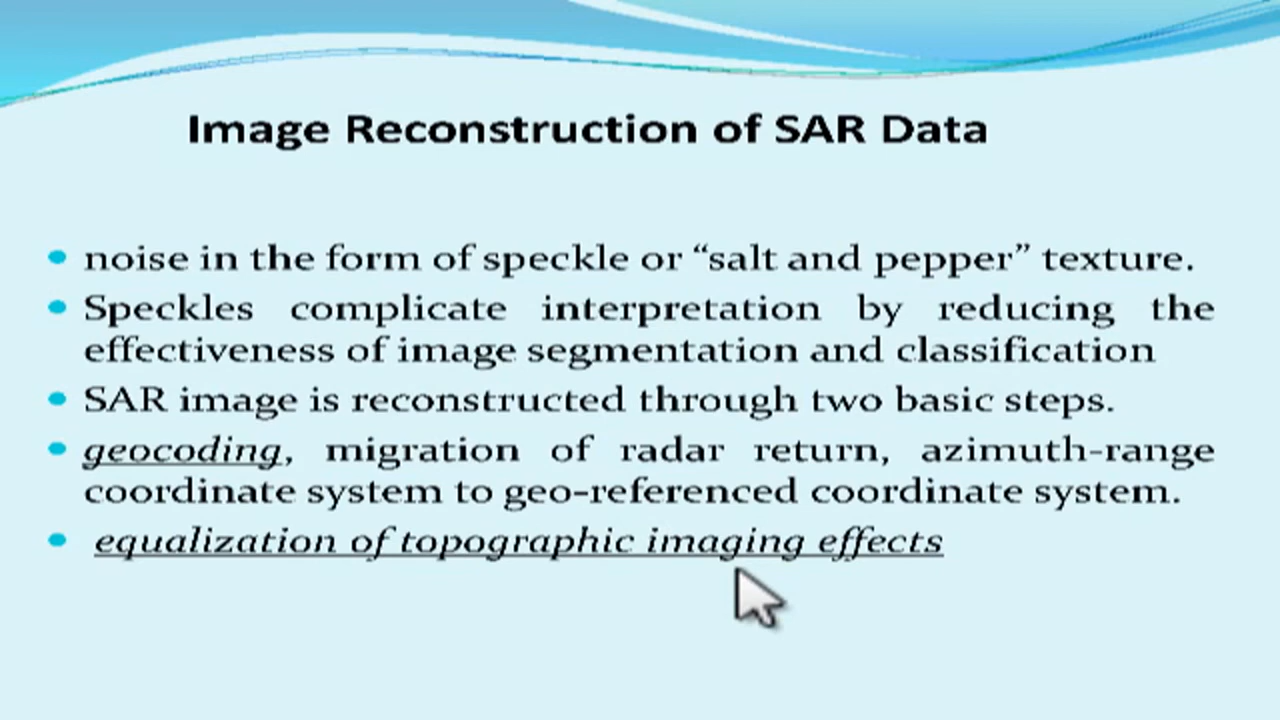 Image Reconstruction of SAR Data
• noise in the form of speckle or “salt and pepper” texture.
• Speckles complicate interpretation by reducing the
effectiveness of image segmentation and classification
• SAR image is reconstructed through two basic steps.
• geocoding, migration of radar return, azimuth-range
coordinate system to geo-referenced coordinate system.
• equalization of topographic imaging effects